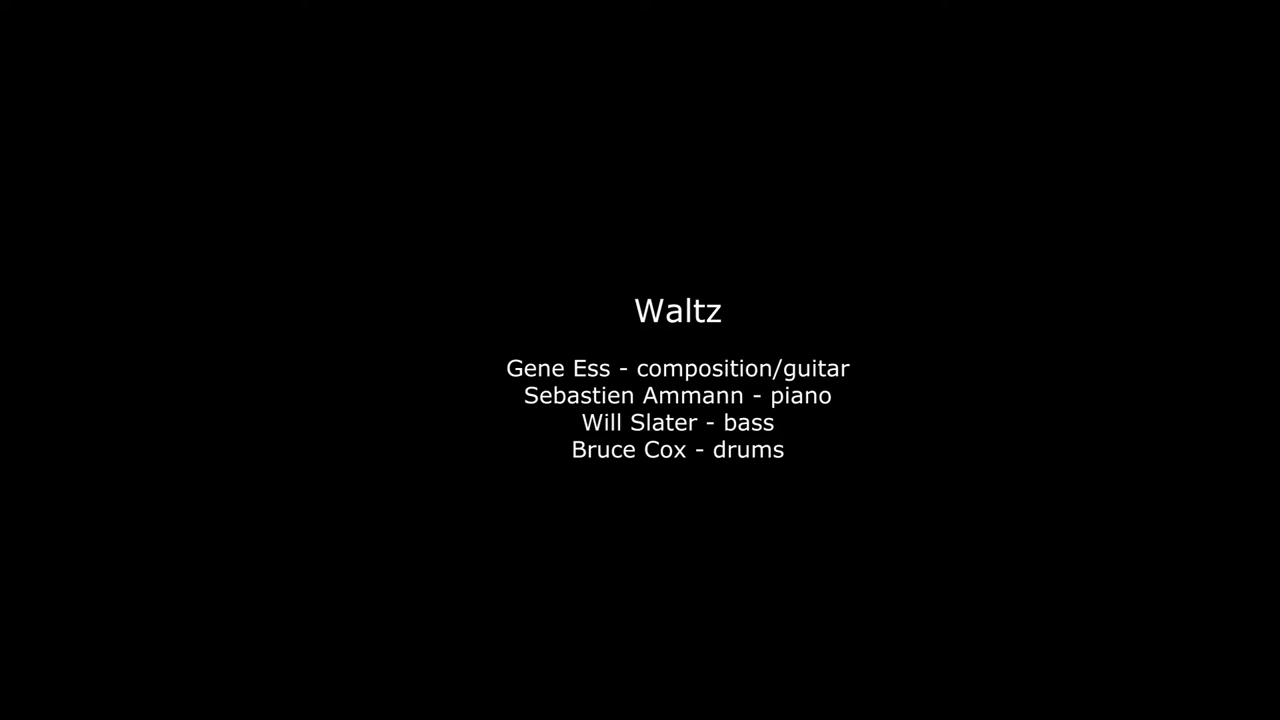 Waltz
Gene Ess - composition/guitar
Sebastien Ammann - piano
Will Slater - bass
Bruce Cox - drums